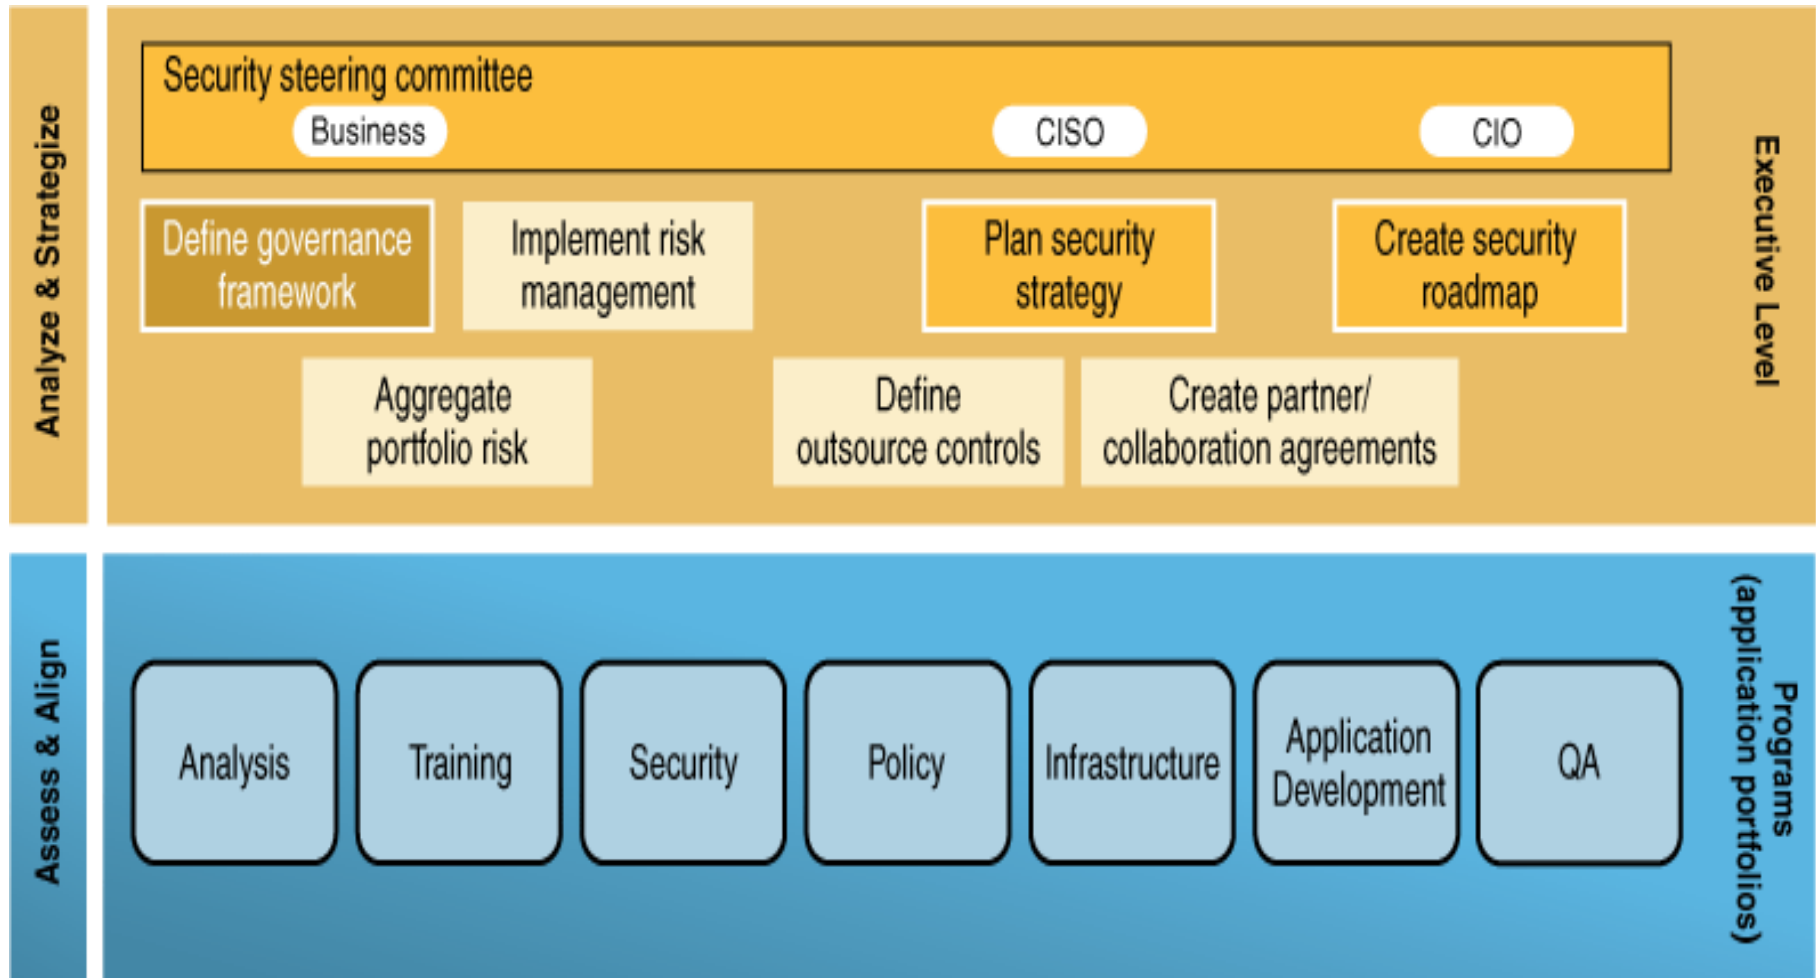 Analyze & Strategize
Security steering committee
Business
CISO
CIO
Define governance
framework
Implement risk
management
Plan security
strategy
Create security
roadmap
Aggregate
portfolio risk
Define
outsource controls
Create partner/
collaboration agreements
Executive Level
Assess & Align
Analysis
Training
Security
Policy
Infrastructure
Application
Development
QA
Programs
(application portfolios)